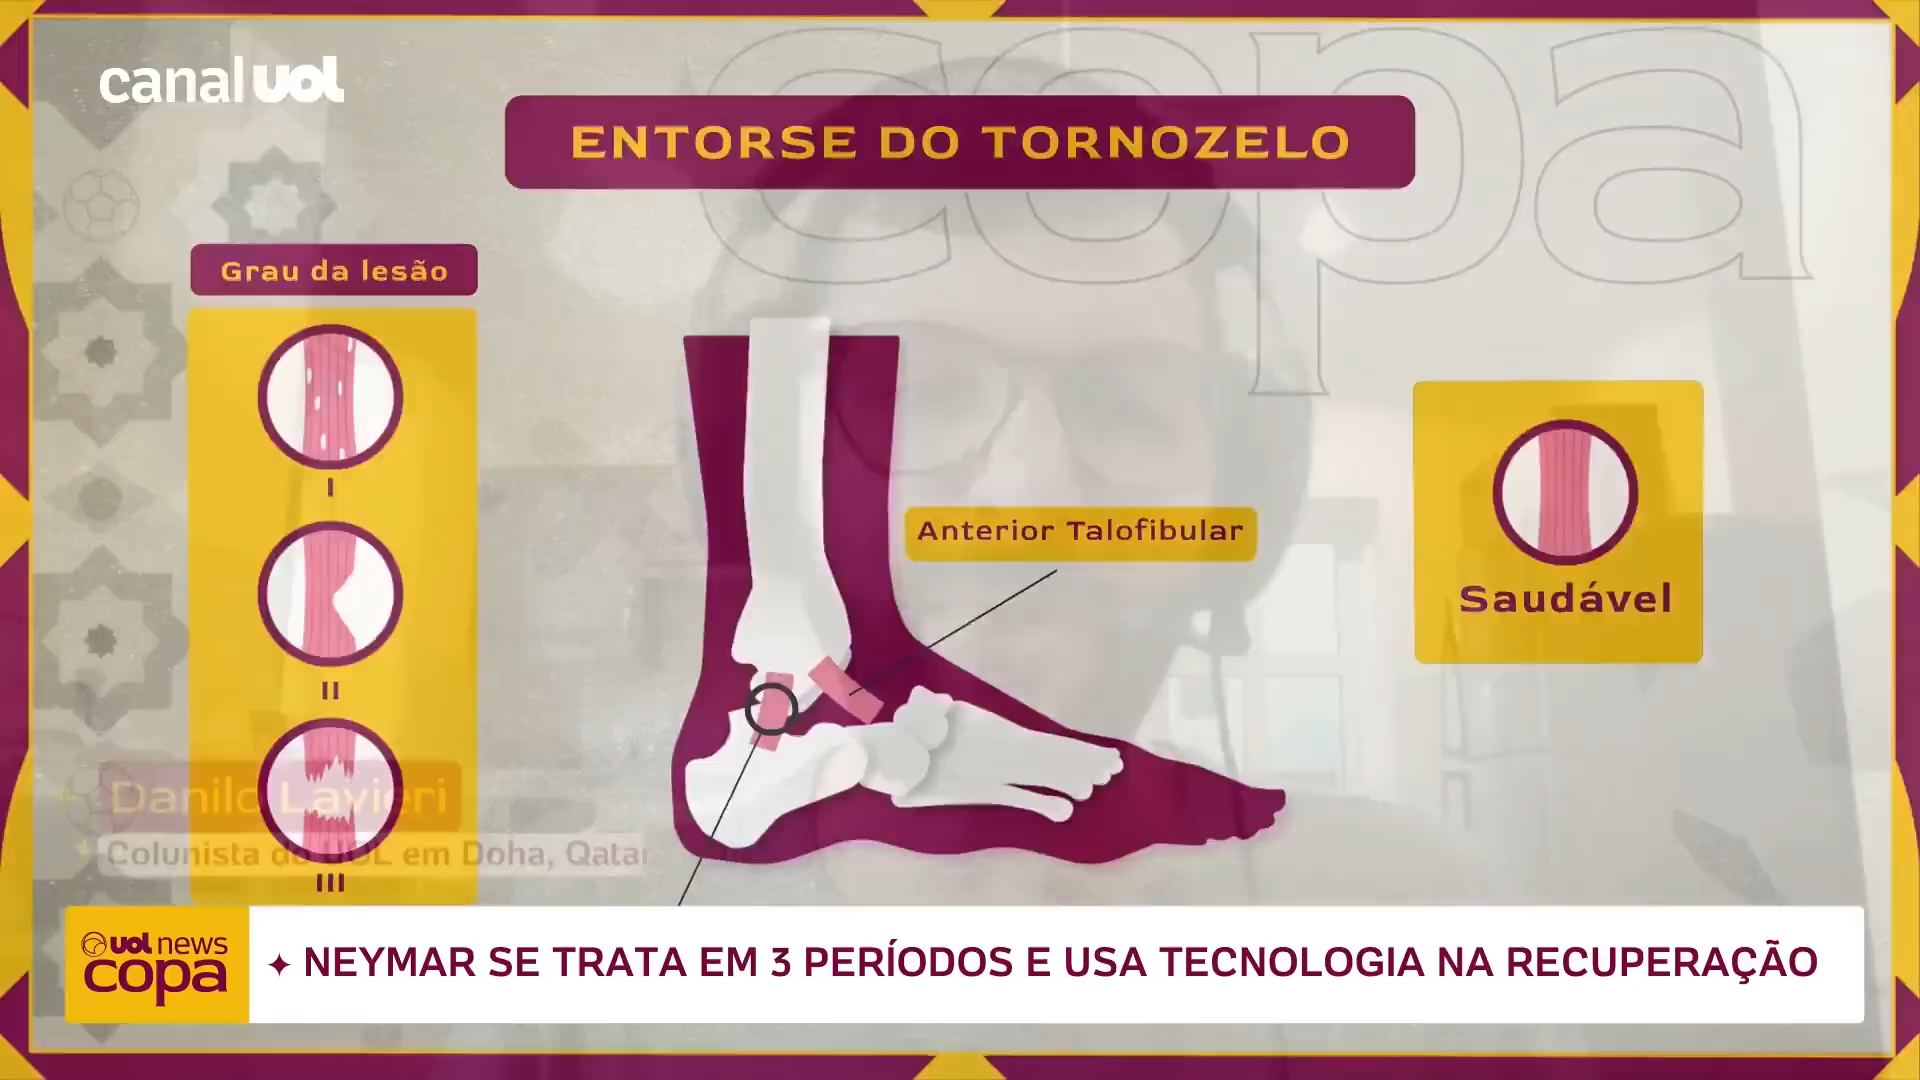 canal uol
copa
ENTORSE DO TORNOZELO
Grau da lesão
I
Anterior Talofibular
Saudável
II
Danilo Lavieri
Colunista do UOL em Doha, Qatar
III
uol news
copa
NEYMAR SE TRATA EM 3 PERÍODOS E USA TECNOLOGIA NA RECUPERAÇÃO